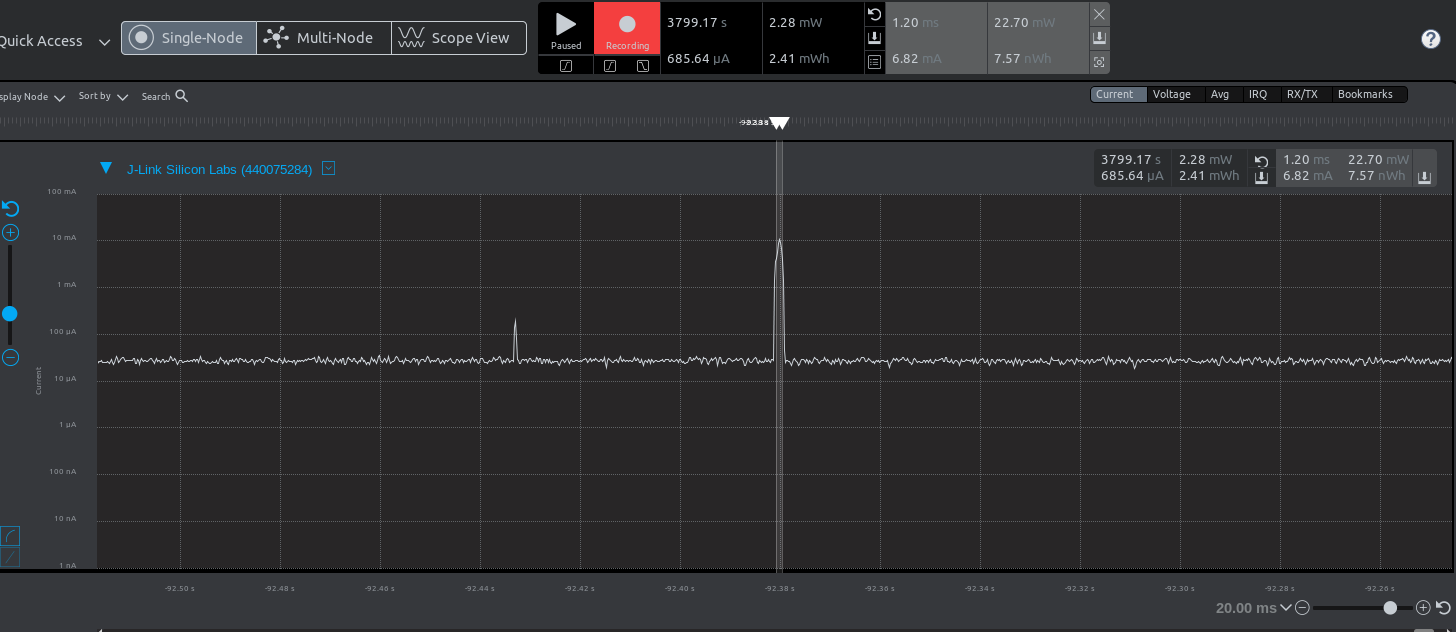 Quick Access Single-Node Multi-Node Scope View
Paused Recording
3799.17 s 2.28 mW 1.20 ms 22.70 mW
685.64 µA 2.41 mWh 6.82 mA 7.57 nWh
?
splay Node Sort by Search
Current Voltage Avg IRQ RX/TX Bookmarks
J-Link Silicon Labs (440075284)
3799.17 s 2.28 mW 1.20 ms 22.70 mW
685.64 µA 2.41 mWh 6.82 mA 7.57 nWh
100 mA
10 mA
1 mA
100 µA
10 µA
1 µA
100 nA
10 nA
1 nA
Current
-92.50 s -92.48 s -92.46 s -92.44 s -92.42 s -92.40 s -92.38 s -92.36 s -92.34 s -92.32 s -92.30 s -92.28 s -92.26 s
20.00 ms